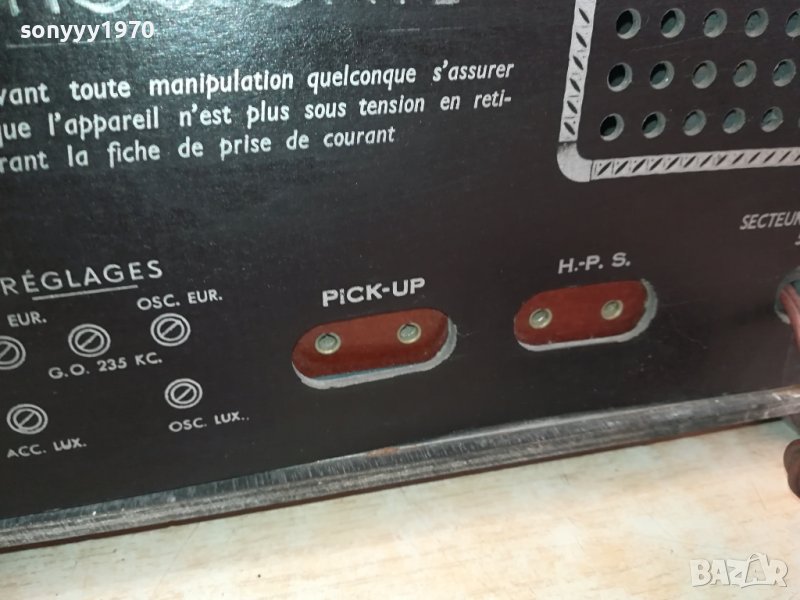 sonyyy1970
vant toute manipulation quelconque s'assurer
que l'appareil n'est plus sous tension en reti-
rant la fiche de prise de courant
SECTEUR
RÉGLAGES
H.-P. S.
PICK-UP
EUR.
OSC. EUR.
G.O. 235 KC.
ACC. LUX.
OSC. LUX..
BAZAR